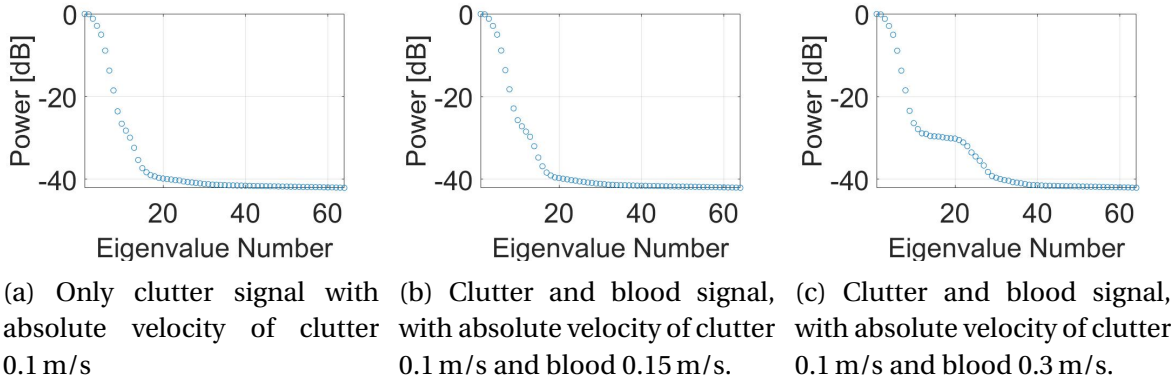 0
-20
-40
Power [dB]
20 40 60
Eigenvalue Number
0
-20
-40
Power [dB]
20 40 60
Eigenvalue Number
0
-20
-40
Power [dB]
20 40 60
Eigenvalue Number
(a) Only clutter signal with
absolute velocity of clutter
0.1 m/s
(b) Clutter and blood signal,
with absolute velocity of clutter
0.1 m/s and blood 0.15 m/s.
(c) Clutter and blood signal,
with absolute velocity of clutter
0.1 m/s and blood 0.3 m/s.